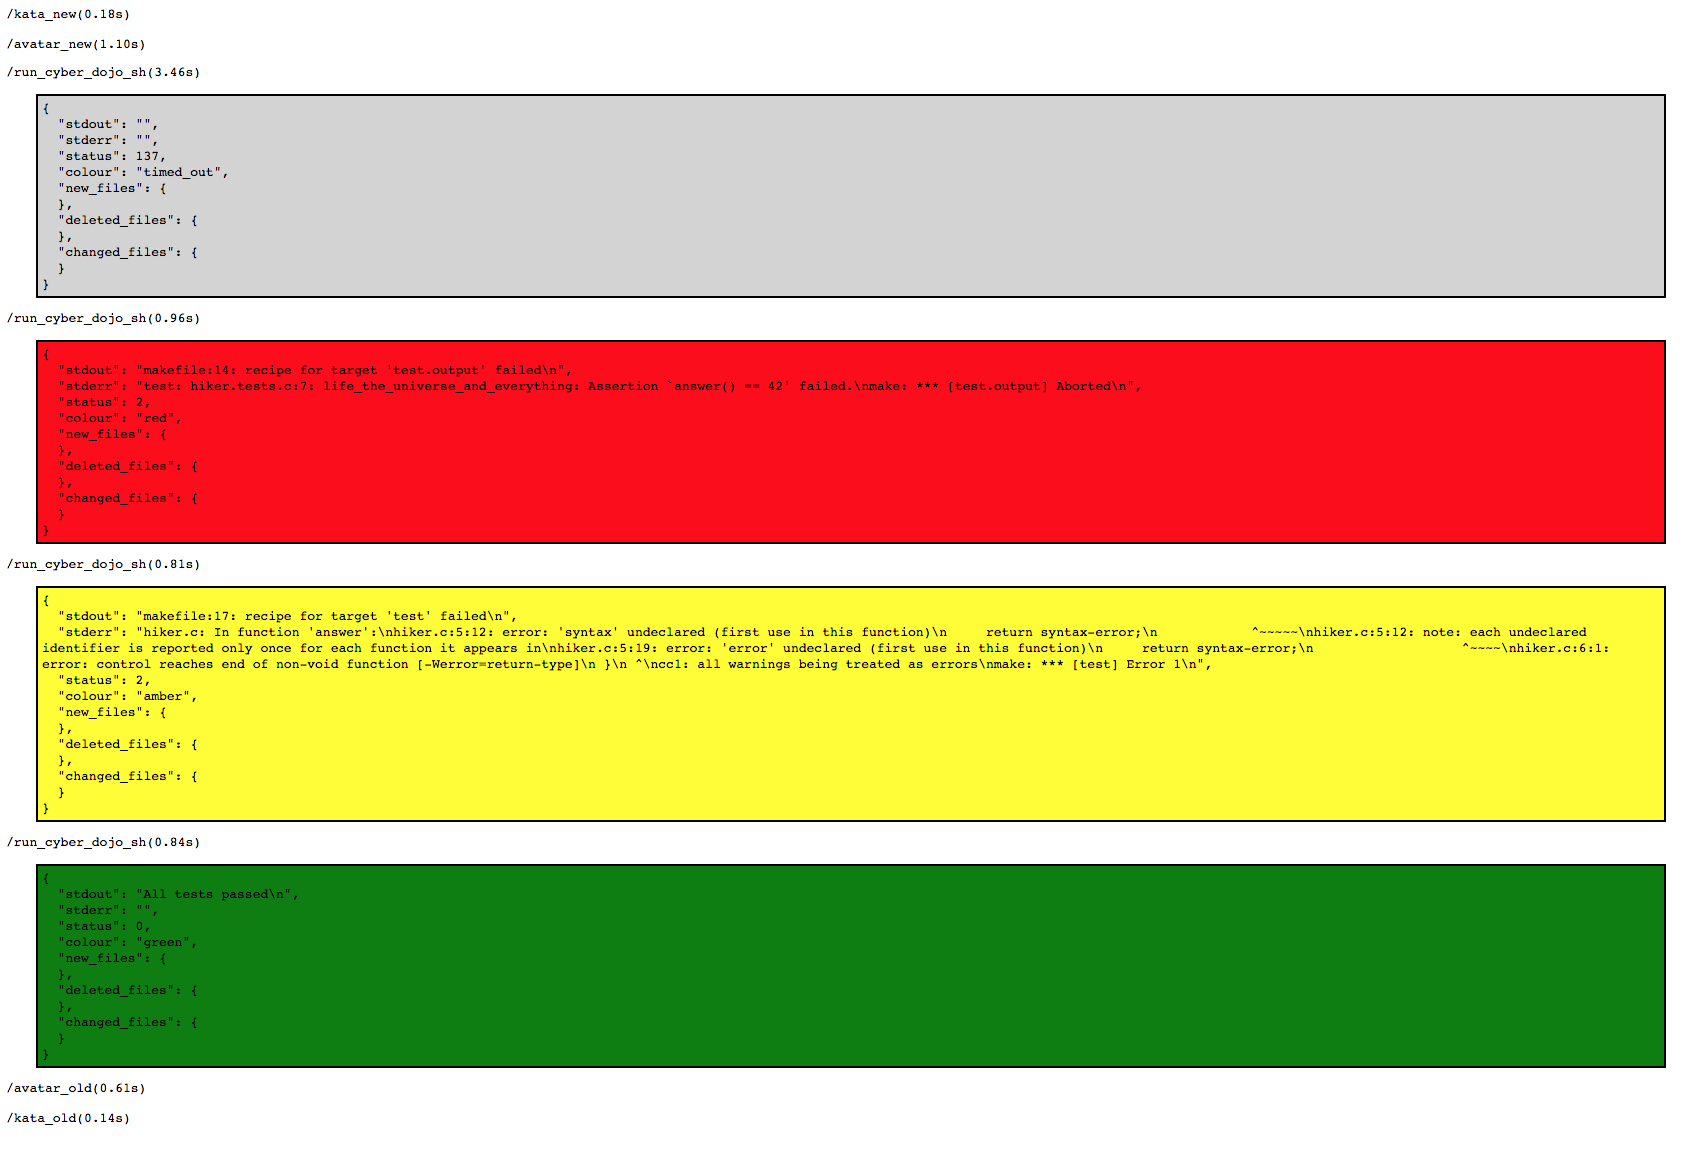 /kata_new(0.18s)
/avatar_new(1.10s)
/run_cyber_dojo_sh(3.46s)
{
  "stdout": "",
  "stderr": "",
  "status": 137,
  "colour": "timed_out",
  "new_files": {
  },
  "deleted_files": {
  },
  "changed_files": {
  }
}
/run_cyber_dojo_sh(0.96s)
{
  "stdout": "makefile:14: recipe for target 'test.output' failed\n",
  "stderr": "test: hiker.tests.c:7: life_the_universe_and_everything: Assertion `answer() == 42' failed.\nmake: *** [test.output] Aborted\n",
  "status": 2,
  "colour": "red",
  "new_files": {
  },
  "deleted_files": {
  },
  "changed_files": {
  }
}
/run_cyber_dojo_sh(0.81s)
{
  "stdout": "makefile:17: recipe for target 'test' failed\n",
  "stderr": "hiker.c: In function 'answer':\nhiker.c:5:12: error: 'syntax' undeclared (first use in this function)\n     return syntax-error;\n            ^~~~~~\nhiker.c:5:12: note: each undeclared
identifier is reported only once for each function it appears in\nhiker.c:5:19: error: 'error' undeclared (first use in this function)\n     return syntax-error;\n                   ^~~~~\nhiker.c:6:1:
error: control reaches end of non-void function [-Werror=return-type]\n }\n ^\ncc1: all warnings being treated as errors\nmake: *** [test] Error 1\n",
  "status": 2,
  "colour": "amber",
  "new_files": {
  },
  "deleted_files": {
  },
  "changed_files": {
  }
}
/run_cyber_dojo_sh(0.84s)
{
  "stdout": "All tests passed\n",
  "stderr": "",
  "status": 0,
  "colour": "green",
  "new_files": {
  },
  "deleted_files": {
  },
  "changed_files": {
  }
}
/avatar_old(0.61s)
/kata_old(0.14s)